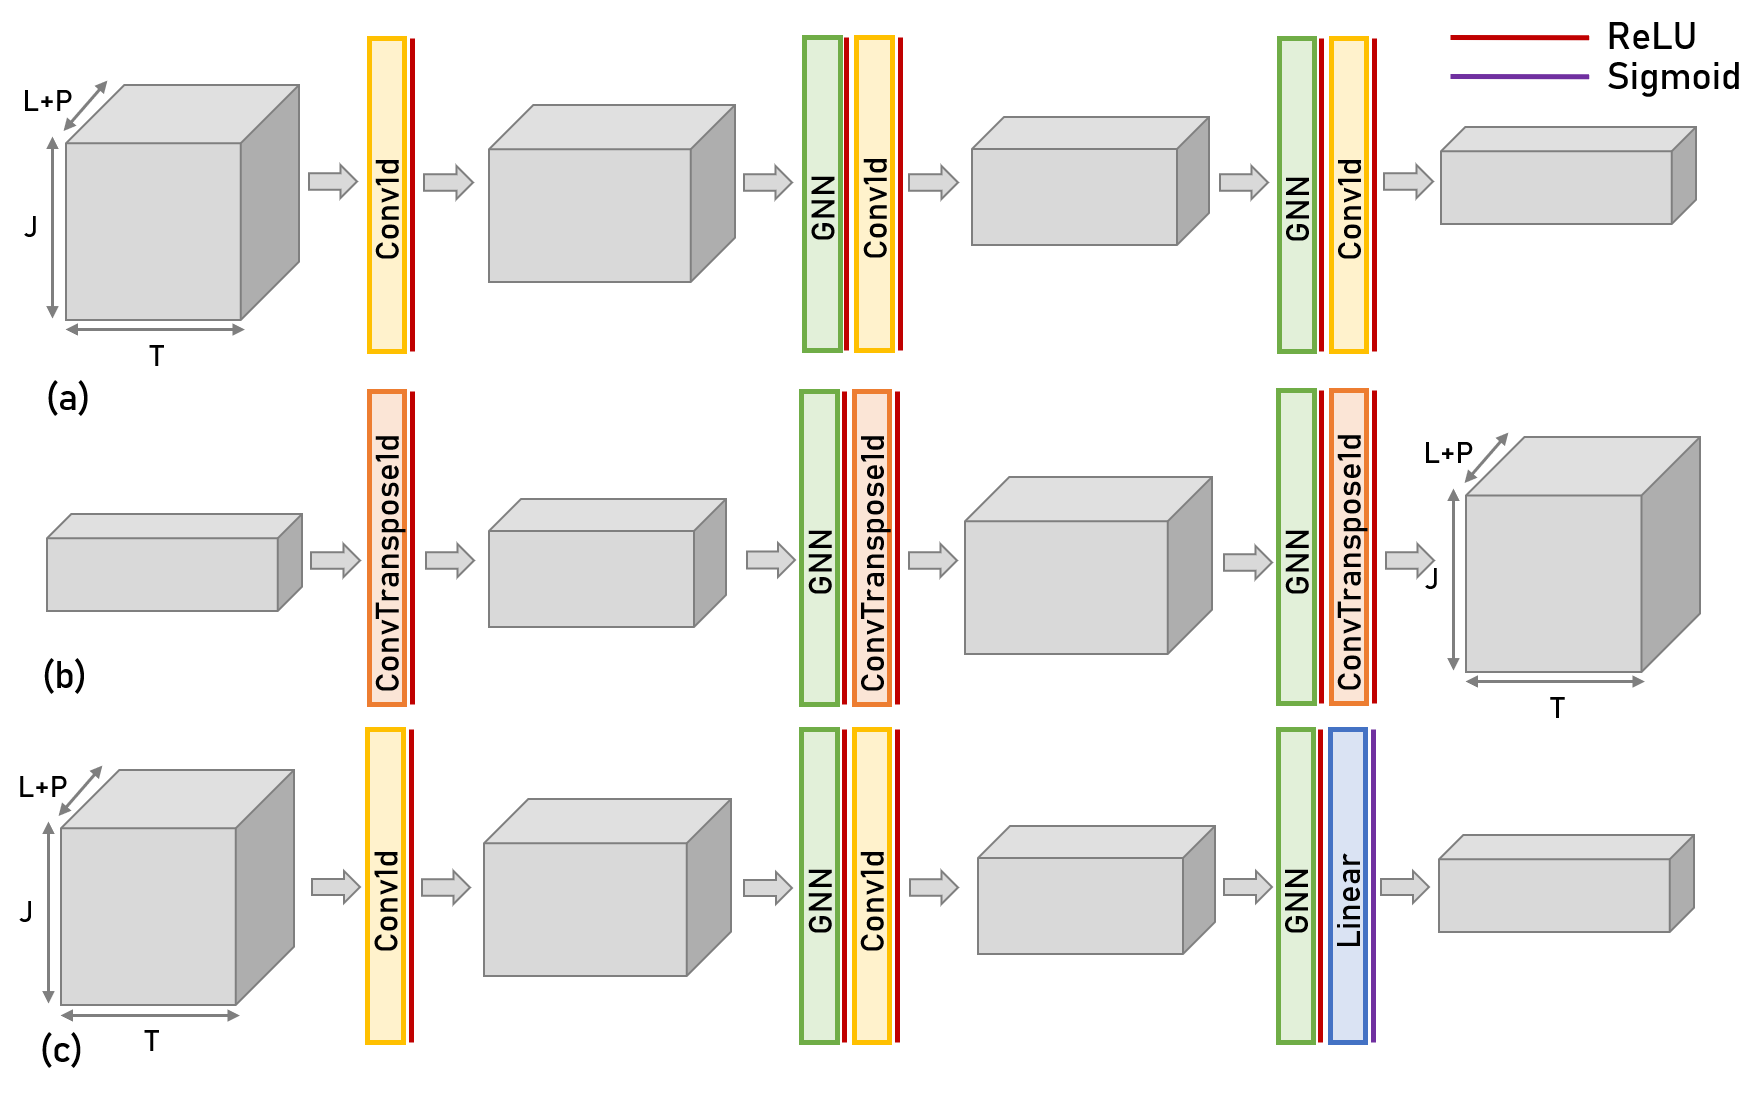 ReLU
Sigmoid
L+P
J
T
Conv1d
GNN
Conv1d
GNN
Conv1d
(a)
ConvTranspose1d
GNN
ConvTranspose1d
GNN
ConvTranspose1d
L+P
J
T
(b)
L+P
J
T
Conv1d
GNN
Conv1d
GNN
Linear
(c)